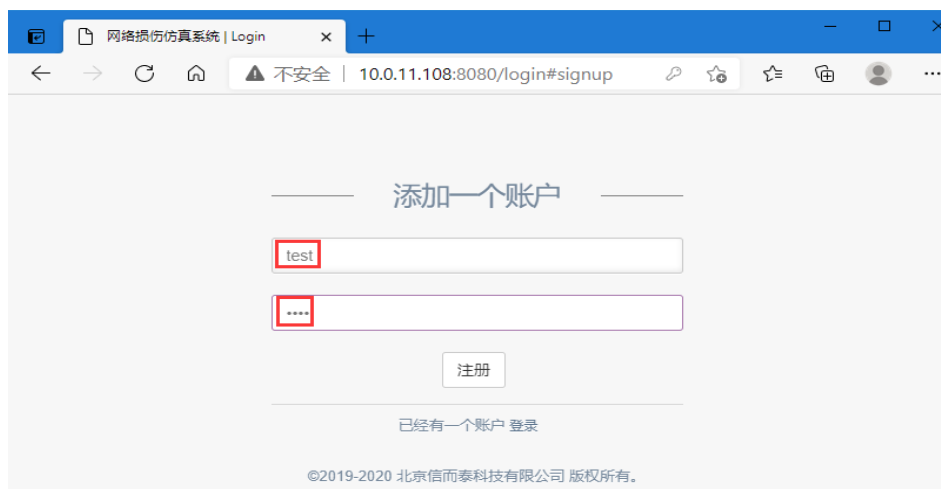 网络损伤仿真系统 | Login
不安全 | 10.0.11.108:8080/login#signup
添加一个账户
test
••••
注册
已经有一个账户 登录
©2019-2020 北京信而泰科技有限公司 版权所有。